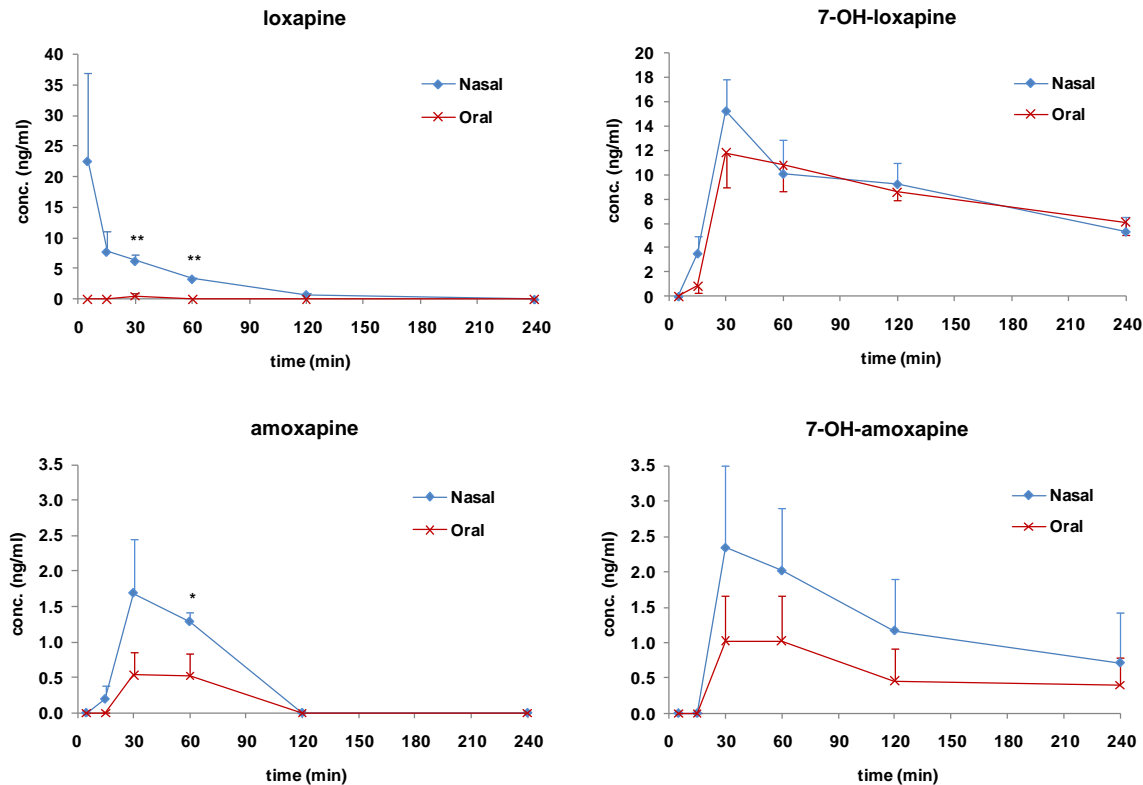 loxapine
40
35
30
25
20
15
10
5
0
conc. (ng/ml)
**
**
Nasal
Oral
0 30 60 90 120 150 180 210 240
time (min)
7-OH-loxapine
20
18
16
14
12
10
8
6
4
2
0
conc. (ng/ml)
Nasal
Oral
0 30 60 90 120 150 180 210 240
time (min)
amoxapine
3.5
3.0
2.5
2.0
1.5
1.0
0.5
0.0
conc. (ng/ml)
*
Nasal
Oral
0 30 60 90 120 150 180 210 240
time (min)
7-OH-amoxapine
3.5
3.0
2.5
2.0
1.5
1.0
0.5
0.0
conc. (ng/ml)
Nasal
Oral
0 30 60 90 120 150 180 210 240
time (min)